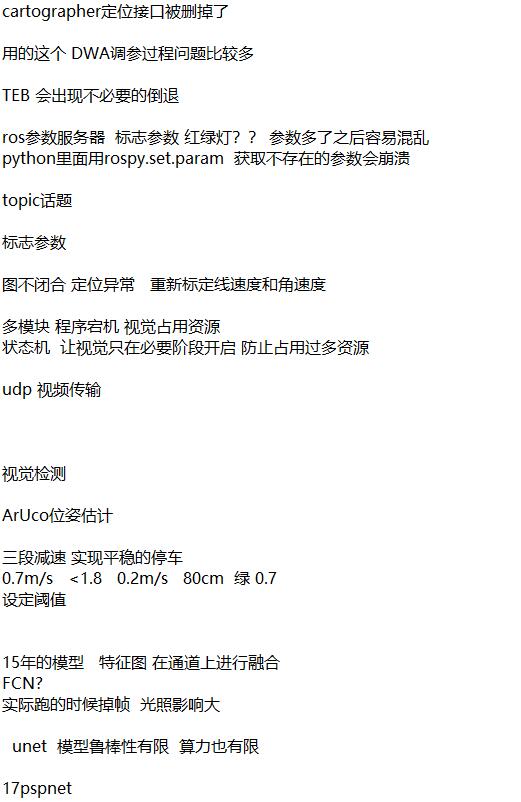 cartographer定位接口被删掉了
用的这个 DWA调参过程问题比较多
TEB 会出现不必要的倒退
ros参数服务器  标志参数 红绿灯？？  参数多了之后容易混乱
python里面用rospy.set.param  获取不存在的参数会崩溃
topic话题
标志参数
图不闭合 定位异常   重新标定线速度和角速度
多模块 程序宕机 视觉占用资源
状态机  让视觉只在必要阶段开启 防止占用过多资源
udp 视频传输
视觉检测
ArUco位姿估计
三段减速 实现平稳的停车
0.7m/s   <1.8   0.2m/s   80cm  绿 0.7
设定阈值
15年的模型   特征图 在通道上进行融合
FCN?
实际跑的时候掉帧  光照影响大
unet  模型鲁棒性有限  算力也有限
17pspnet